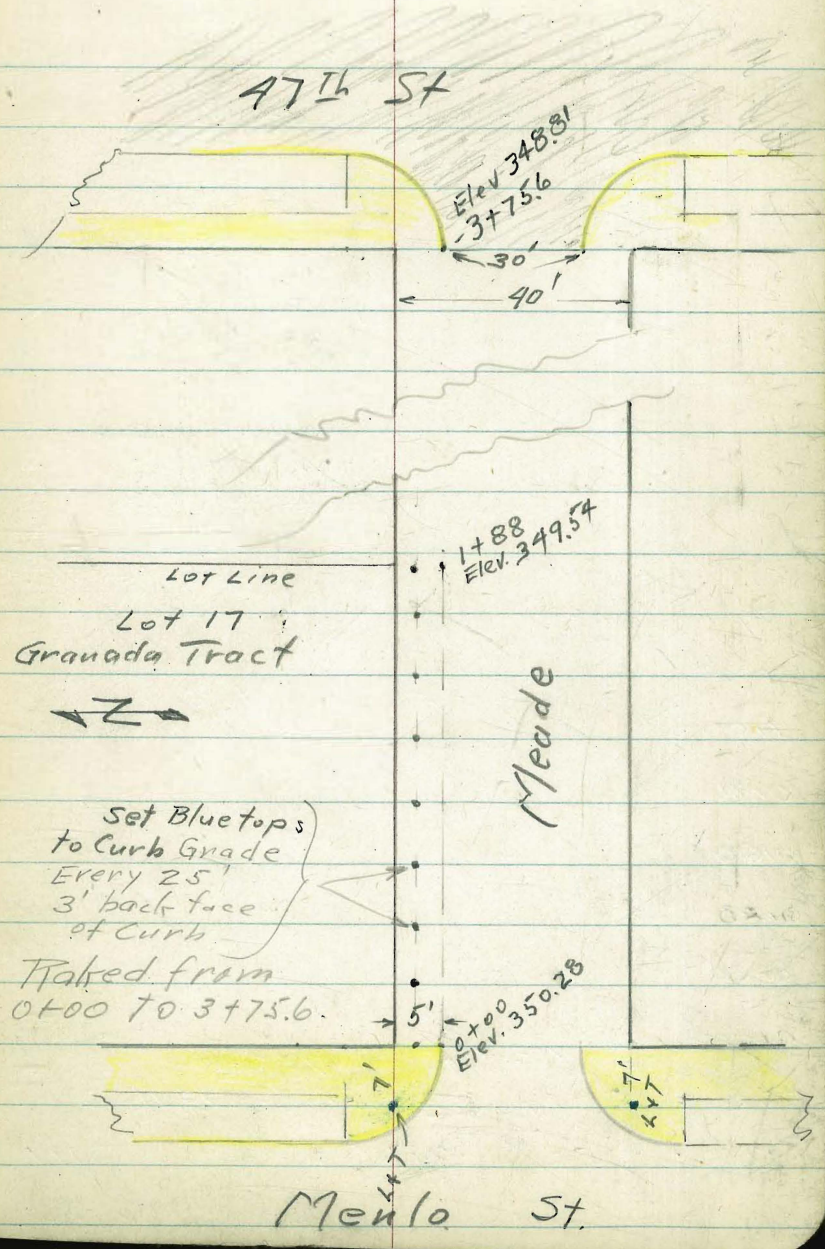 47Th St
Elev 348.81
-3+75.6
30'
40'
1+88
Elev. 349.54
Lot Line
Lot 17
Granada Tract
Z
Meade
Set Bluetops
to Curb Grade
Every 25'
3' back face
of Curb
Raked from
0+00 to 3+75.6.
5'
0+00
Elev. 350.28
7'
L+T
7'
L+T
Menlo St.